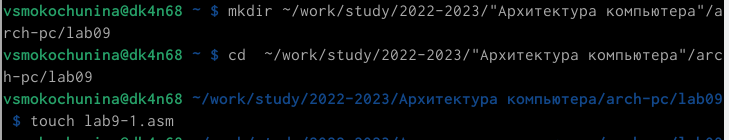 vsmokochunina@dk4n68 ~ $ mkdir ~/work/study/2022-2023/"Архитектура компьютера"/a
rch-pc/lab09
vsmokochunina@dk4n68 ~ $ cd  ~/work/study/2022-2023/"Архитектура компьютера"/arc
h-pc/lab09
vsmokochunina@dk4n68 ~/work/study/2022-2023/Архитектура компьютера/arch-pc/lab09
 $ touch lab9-1.asm